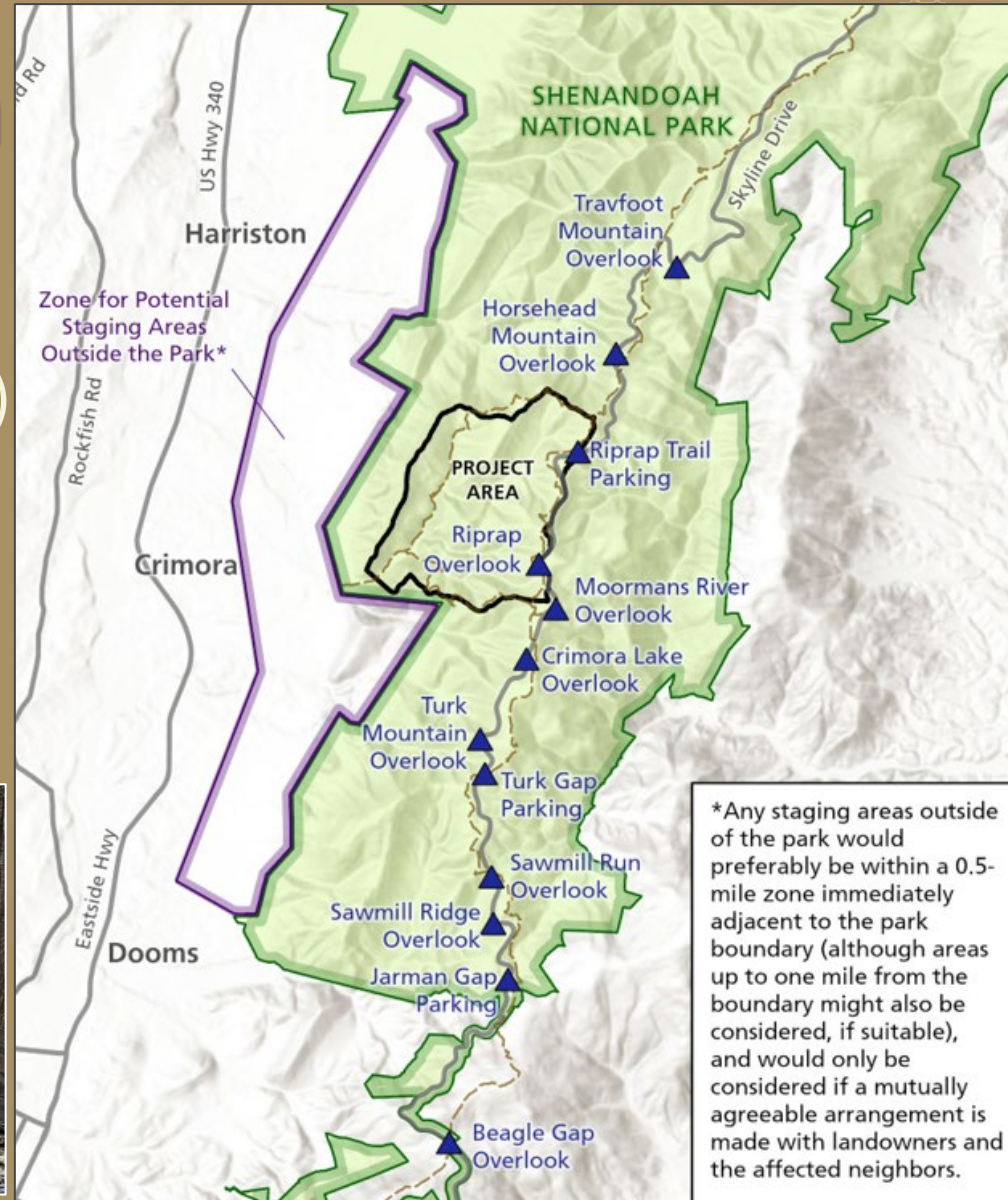 SHENANDOAH
NATIONAL PARK
US Hwy 340
Skyline Drive
Travfoot
Mountain
Overlook
Harriston
Zone for Potential
Staging Areas
Outside the Park*
Horsehead
Mountain
Overlook
Rockfish Rd
Riprap Trail
Parking
PROJECT
AREA
Riprap
Overlook
Crimora
Moormans River
Overlook
Crimora Lake
Overlook
Turk
Mountain
Overlook
Turk Gap
Parking
Sawmill Run
Overlook
Eastside Hwy
Sawmill Ridge
Overlook
Dooms
Jarman Gap
Parking
Beagle Gap
Overlook
*Any staging areas outside
of the park would
preferably be within a 0.5-
mile zone immediately
adjacent to the park
boundary (although areas
up to one mile from the
boundary might also be
considered, if suitable),
and would only be
considered if a mutually
agreeable arrangement is
made with landowners and
the affected neighbors.